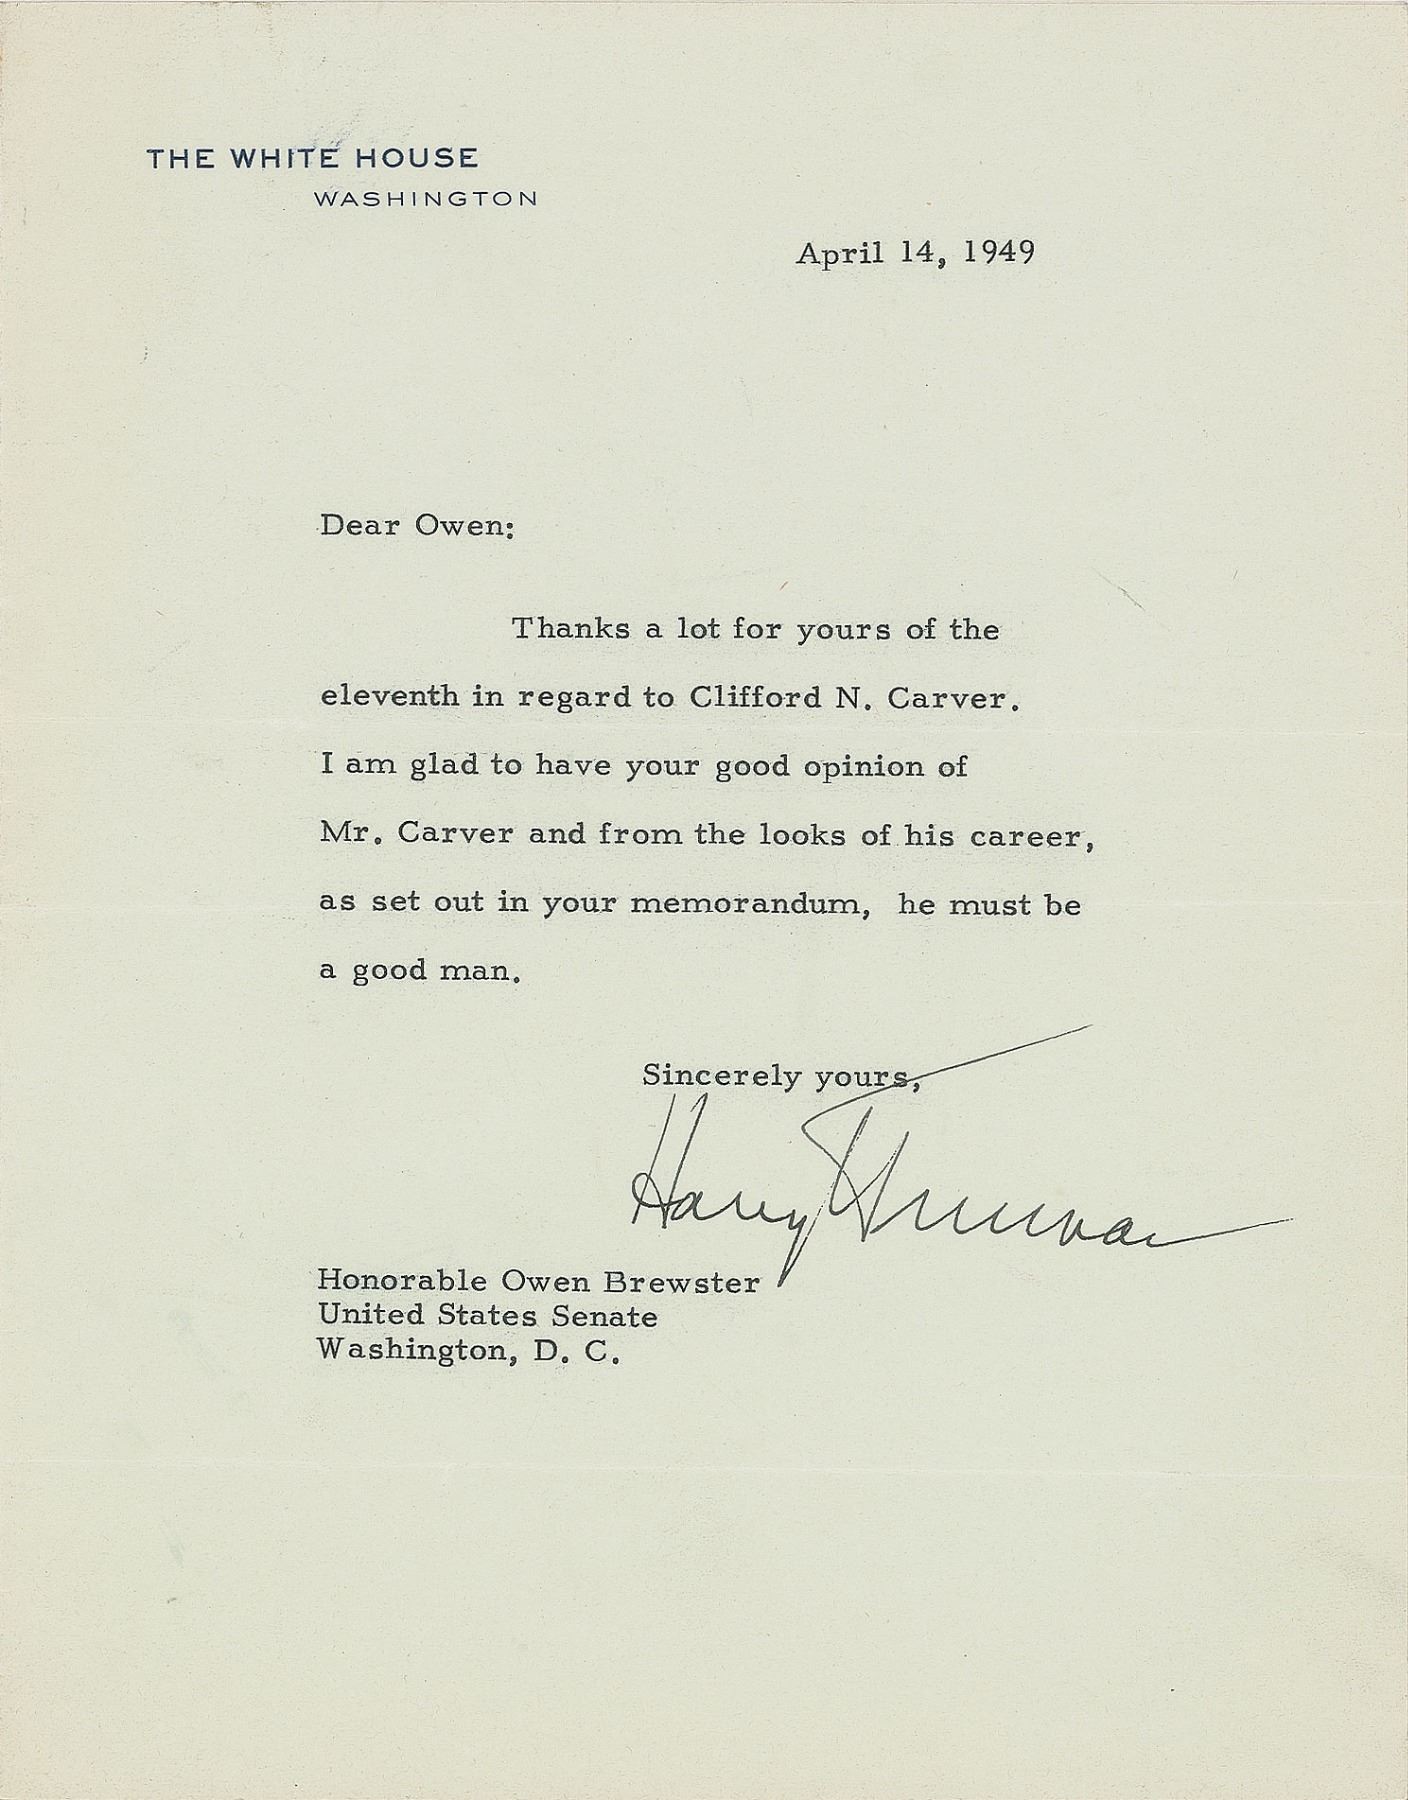 THE WHITE HOUSE
WASHINGTON
April 14, 1949
Dear Owen:
Thanks a lot for yours of the
eleventh in regard to Clifford N. Carver.
I am glad to have your good opinion of
Mr. Carver and from the looks of his career,
as set out in your memorandum, he must be
a good man.
Sincerely yours,
Harry Truman
Honorable Owen Brewster
United States Senate
Washington, D. C.